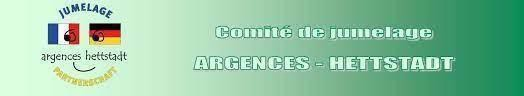 JUMELAGE
argences hettstadt
PARTNERSCHAFT
Comité de jumelage
ARGENCES - HETTSTADT